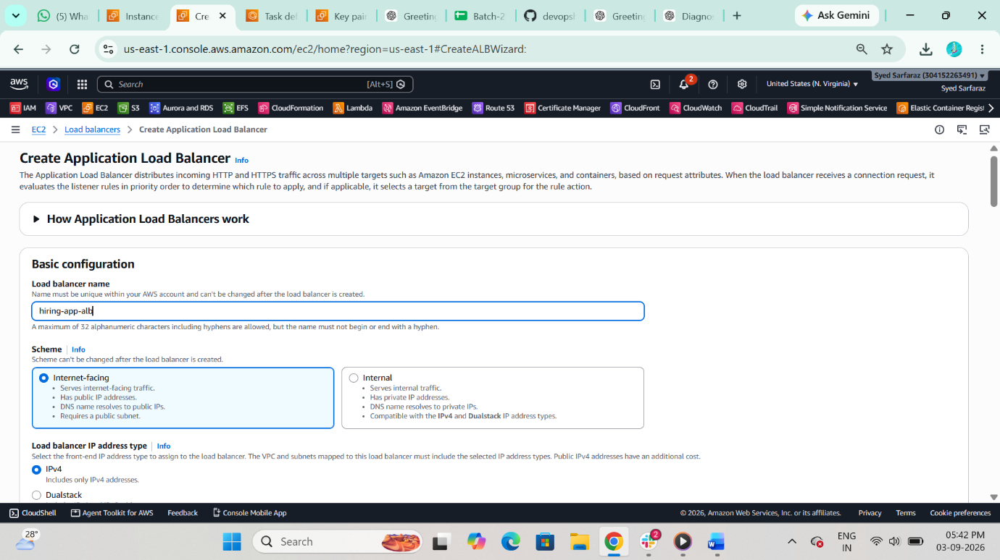 (5) Wha
Instance
Cre
Task def
Key pair
Greeting
Batch-2
devopsh
Greeting
Diagnos
Ask Gemini
us-east-1.console.aws.amazon.com/ec2/home?region=us-east-1#CreateALBWizard:
aws
Search
[Alt+S]
2
United States (N. Virginia)
Syed Sarfaraz (304152263491)
Syed Sarfaraz
IAM
VPC
EC2
S3
Aurora and RDS
EFS
CloudFormation
Lambda
Amazon EventBridge
Route 53
Certificate Manager
CloudFront
CloudWatch
CloudTrail
Simple Notification Service
Elastic Container Regist
EC2 > Load balancers > Create Application Load Balancer
Create Application Load Balancer Info
The Application Load Balancer distributes incoming HTTP and HTTPS traffic across multiple targets such as Amazon EC2 instances, microservices, and containers, based on request attributes. When the load balancer receives a connection request, it
evaluates the listener rules in priority order to determine which rule to apply, and if applicable, it selects a target from the target group for the rule action.
How Application Load Balancers work
Basic configuration
Load balancer name
Name must be unique within your AWS account and can't be changed after the load balancer is created.
hiring-app-alb
A maximum of 32 alphanumeric characters including hyphens are allowed, but the name must not begin or end with a hyphen.
Scheme Info
Scheme can't be changed after the load balancer is created.
Internet-facing
• Serves internet-facing traffic.
• Has public IP addresses.
• DNS name resolves to public IPs.
• Requires a public subnet.
Internal
• Serves internal traffic.
• Has private IP addresses.
• DNS name resolves to private IPs.
• Compatible with the IPv4 and Dualstack IP address types.
Load balancer IP address type Info
Select the front-end IP address type to assign to the load balancer. The VPC and subnets mapped to this load balancer must include the selected IP address types. Public IPv4 addresses have an additional cost.
IPv4
Includes only IPv4 addresses.
Dualstack
CloudShell
Agent Toolkit for AWS
Feedback
Console Mobile App
© 2026, Amazon Web Services, Inc. or its affiliates.
Privacy
Terms
Cookie preferences
28°
Search
2
ENG
IN
05:42 PM
03-09-2026